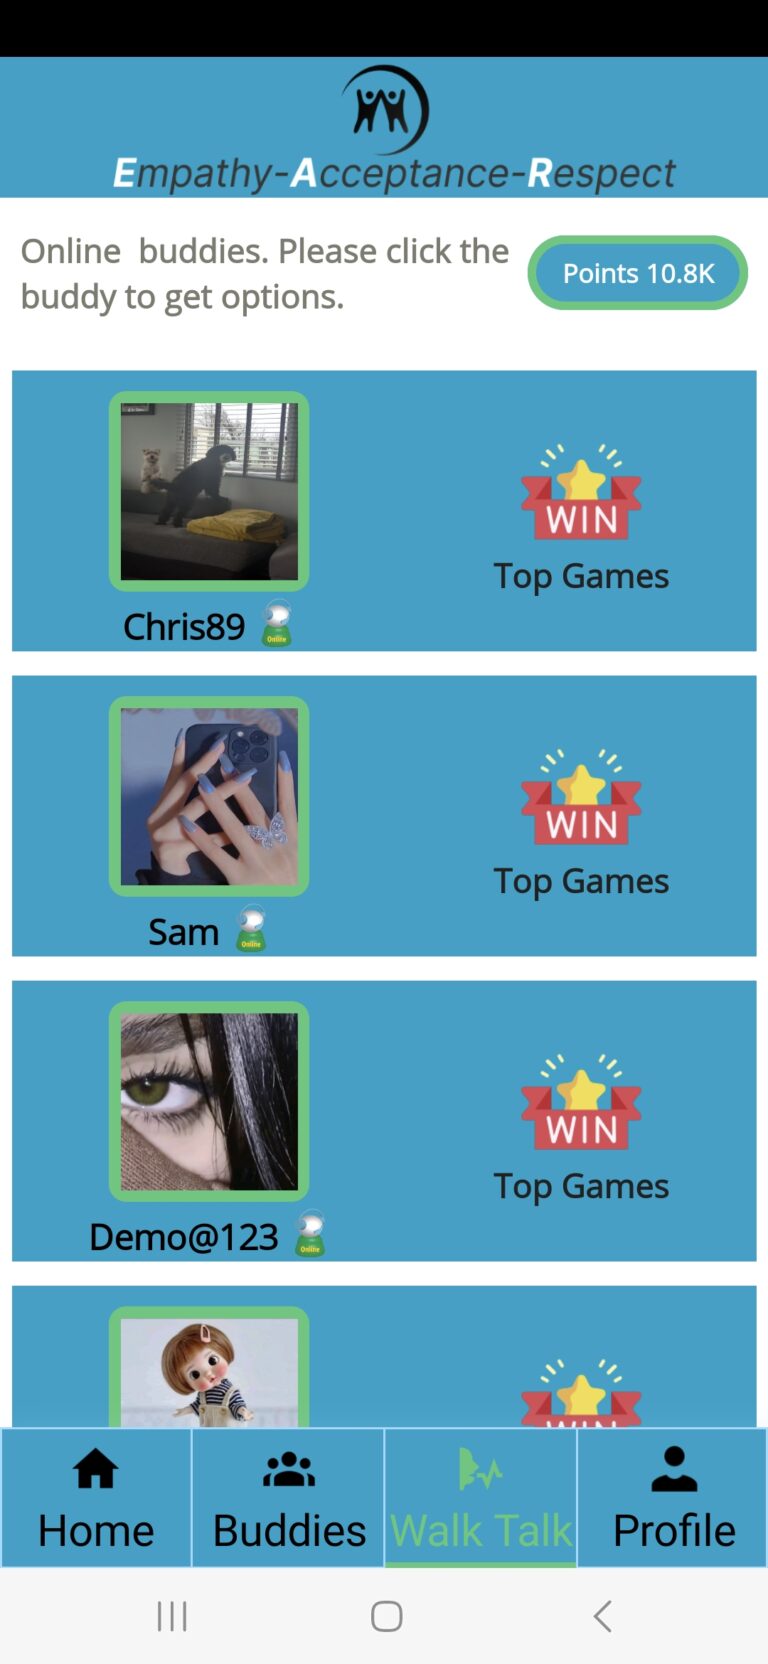 Empathy-Acceptance-Respect
Online buddies. Please click the
buddy to get options.
Points 10.8K
WIN
Top Games
Chris89
Online
WIN
Top Games
Sam
Online
WIN
Top Games
Demo@123
Online
WIN
Home
Buddies
Walk Talk
Profile